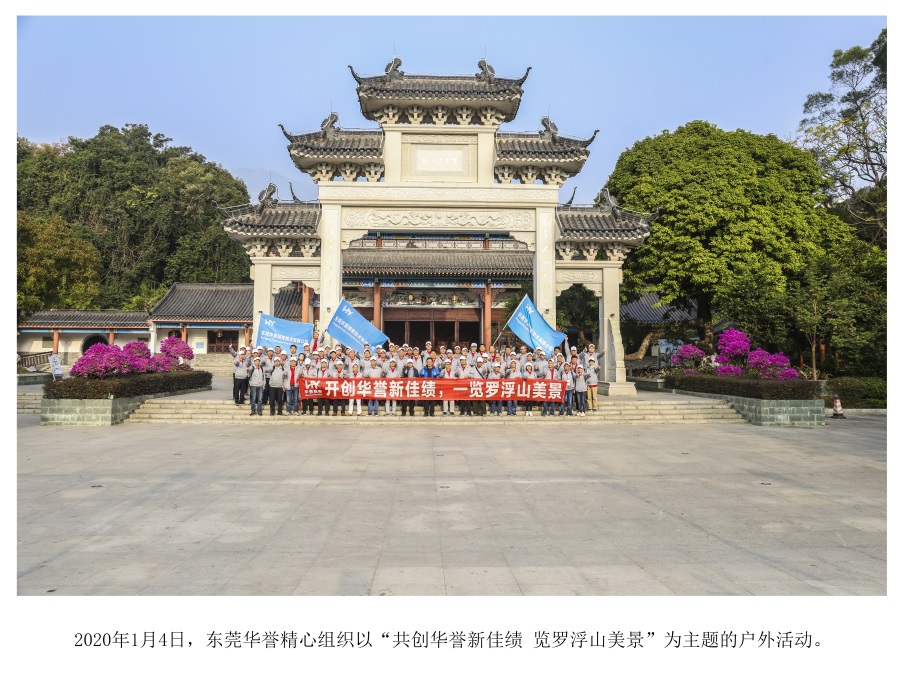 HY 开创华誉新佳绩，一览罗浮山美景
2020年1月4日，东莞华誉精心组织以“共创华誉新佳绩 览罗浮山美景”为主题的户外活动。